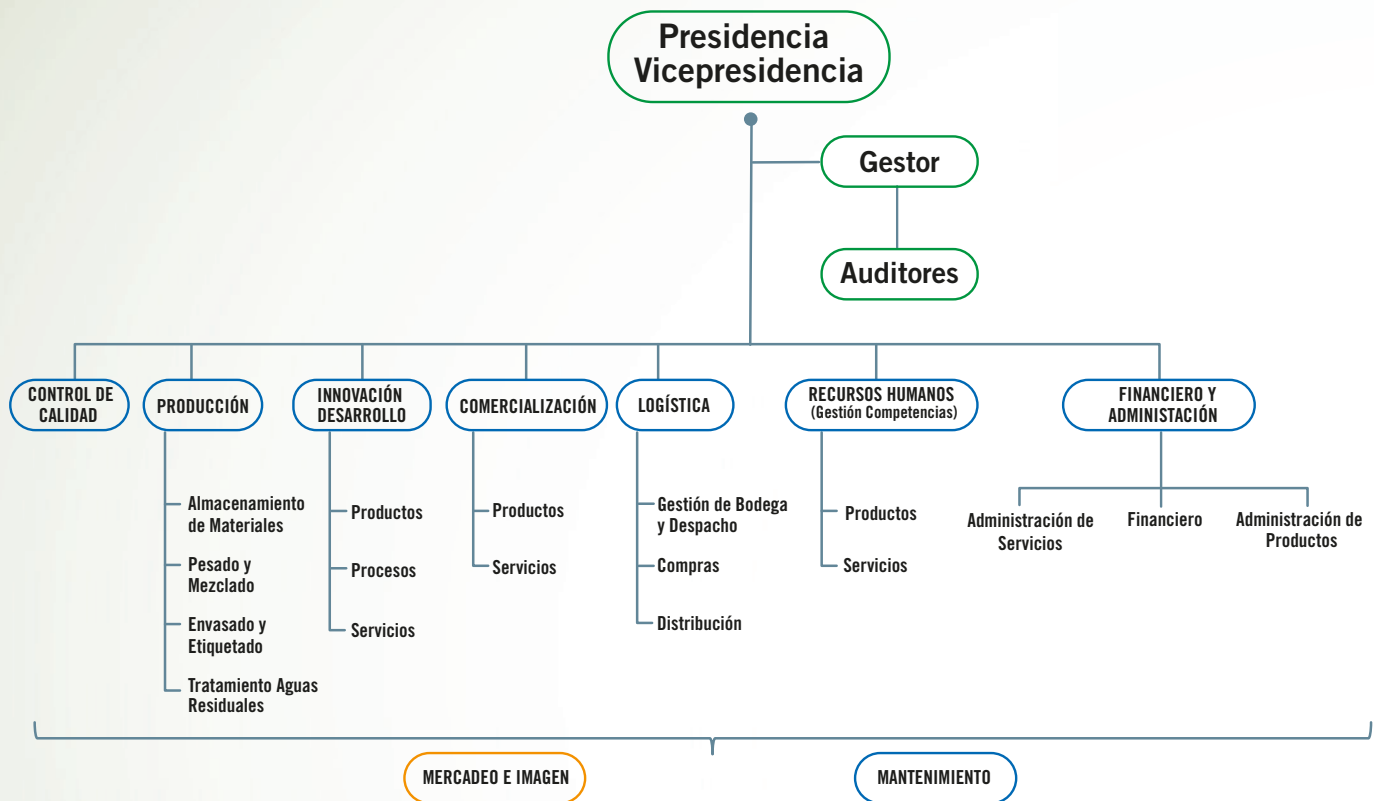 Presidencia
Vicepresidencia
Gestor
Auditores
CONTROL DE
CALIDAD
PRODUCCIÓN
INNOVACIÓN
DESARROLLO
COMERCIALIZACIÓN
LOGÍSTICA
RECURSOS HUMANOS
(Gestión Competencias)
FINANCIERO Y
ADMINISTACIÓN
Almacenamiento
de Materiales
Pesado y
Mezclado
Envasado y
Etiquetado
Tratamiento Aguas
Residuales
Productos
Procesos
Servicios
Productos
Servicios
Gestión de Bodega
y Despacho
Compras
Distribución
Productos
Servicios
Administración de
Servicios
Financiero
Administración de
Productos
MERCADEO E IMAGEN
MANTENIMIENTO